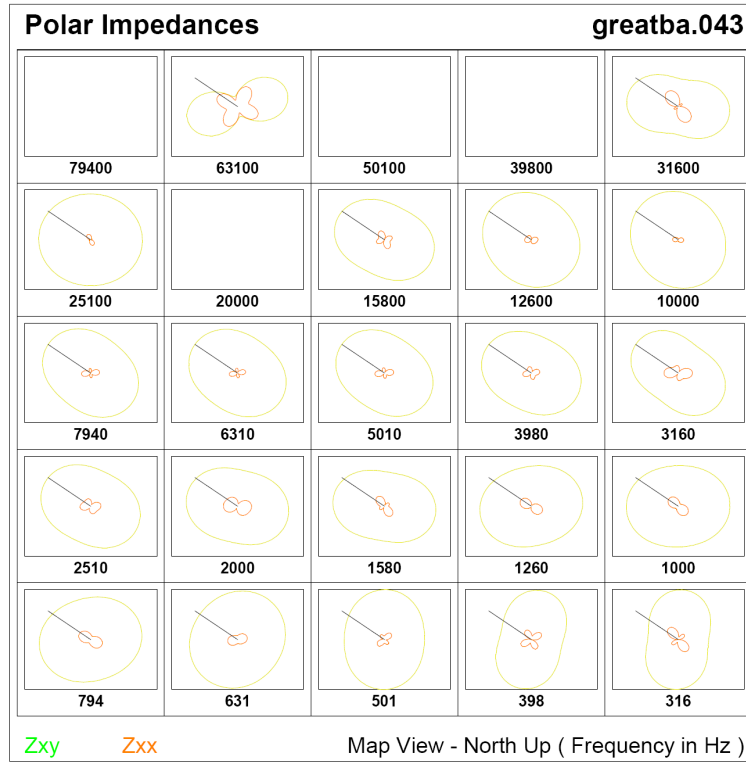 Polar Impedances greatba.043
79400 63100 50100 39800 31600
25100 20000 15800 12600 10000
7940 6310 5010 3980 3160
2510 2000 1580 1260 1000
794 631 501 398 316
Zxy Zxx Map View - North Up ( Frequency in Hz )